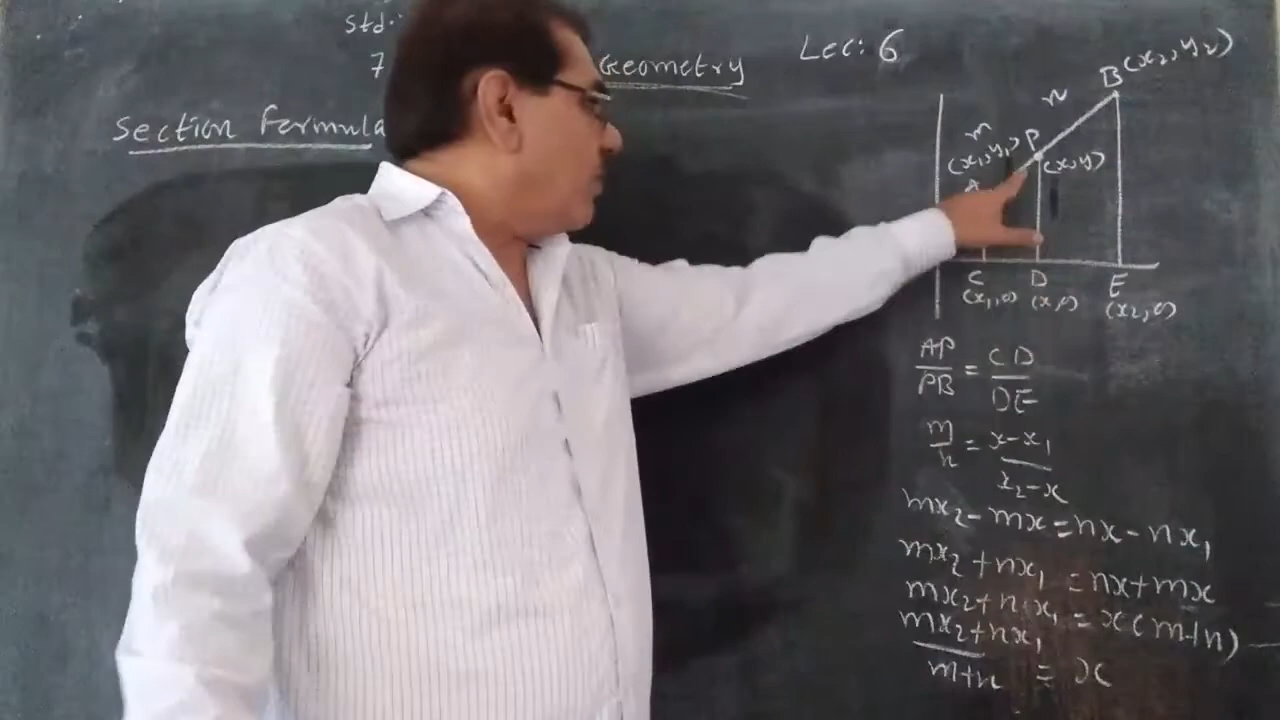 Std.
7
Geometry
Lec: 6
Section Formula
B(x₂, y₂)
n
m
(x₁, y₁) P
(x, y)
A
C D E
(x₁, 0) (x, 0) (x₂, 0)
AP/PB = CD/DE
m/n = x-x₁/x₂-x
mx₂ - mx = nx - nx₁
mx₂ + nx₁ = nx + mx
mx₂ + nx₁ = x(m+n)
mx₂ + nx₁/m+n = x